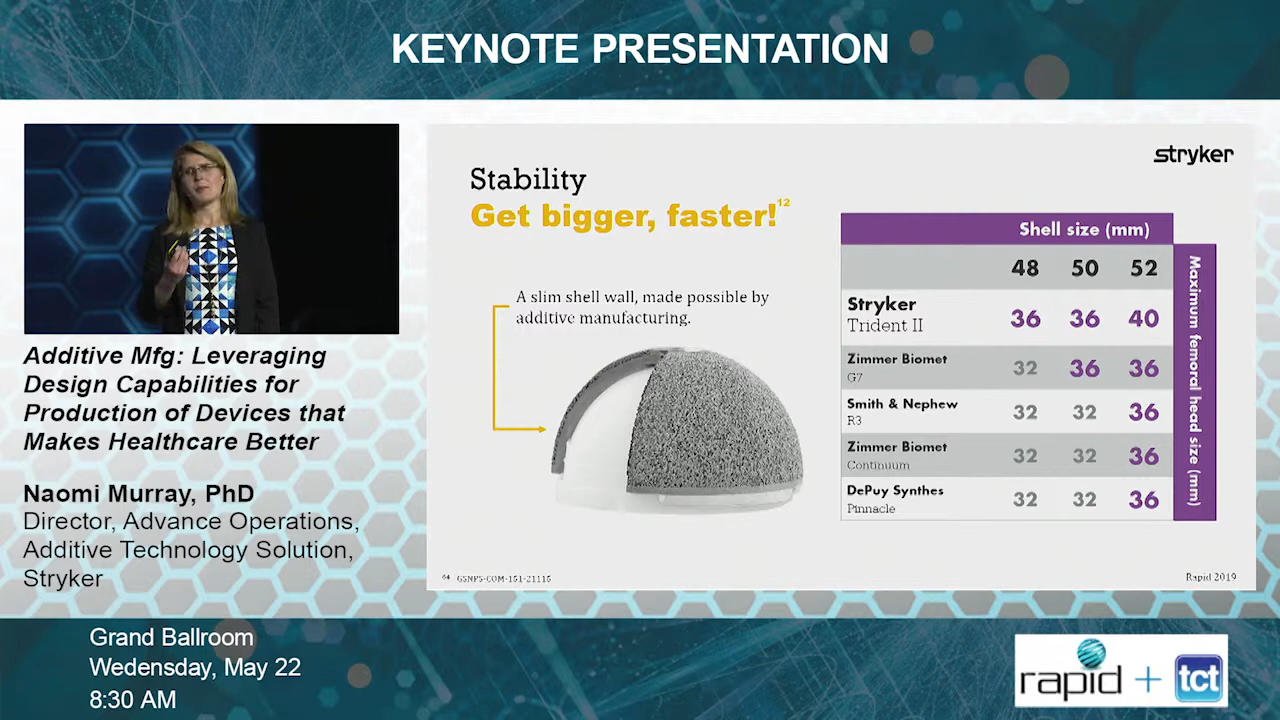 KEYNOTE PRESENTATION
Additive Mfg: Leveraging
Design Capabilities for
Production of Devices that
Makes Healthcare Better
Naomi Murray, PhD
Director, Advance Operations,
Additive Technology Solution,
Stryker
stryker
Stability
Get bigger, faster!12
A slim shell wall, made possible by
additive manufacturing.
Shell size (mm)
48 50 52
Stryker
Trident II
36 36 40
Zimmer Biomet
G7
32 36 36
Smith & Nephew
R3
32 32 36
Zimmer Biomet
Continuum
32 32 36
DePuy Synthes
Pinnacle
32 32 36
Maximum femoral head size (mm)
64 GSNPS-COM-151-21115
Rapid 2019
Grand Ballroom
Wedensday, May 22
8:30 AM
rapid + tct